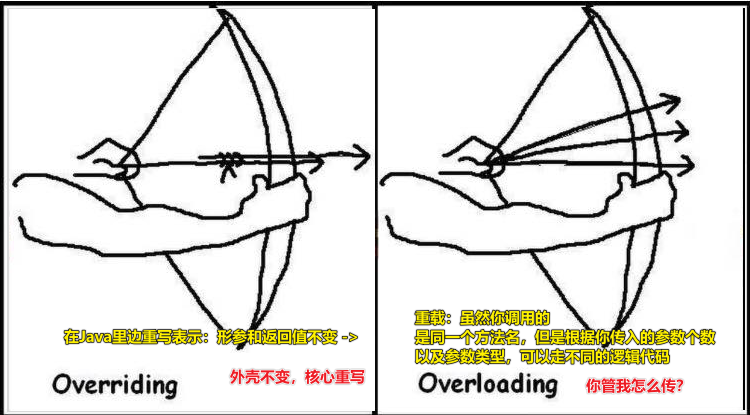 在Java里边重写表示：形参和返回值不变 ->
外壳不变，核心重写
Overriding
重载：虽然你调用的
是同一个方法名，但是根据你传入的参数个数
以及参数类型，可以走不同的逻辑代码
你管我怎么传?
Overloading